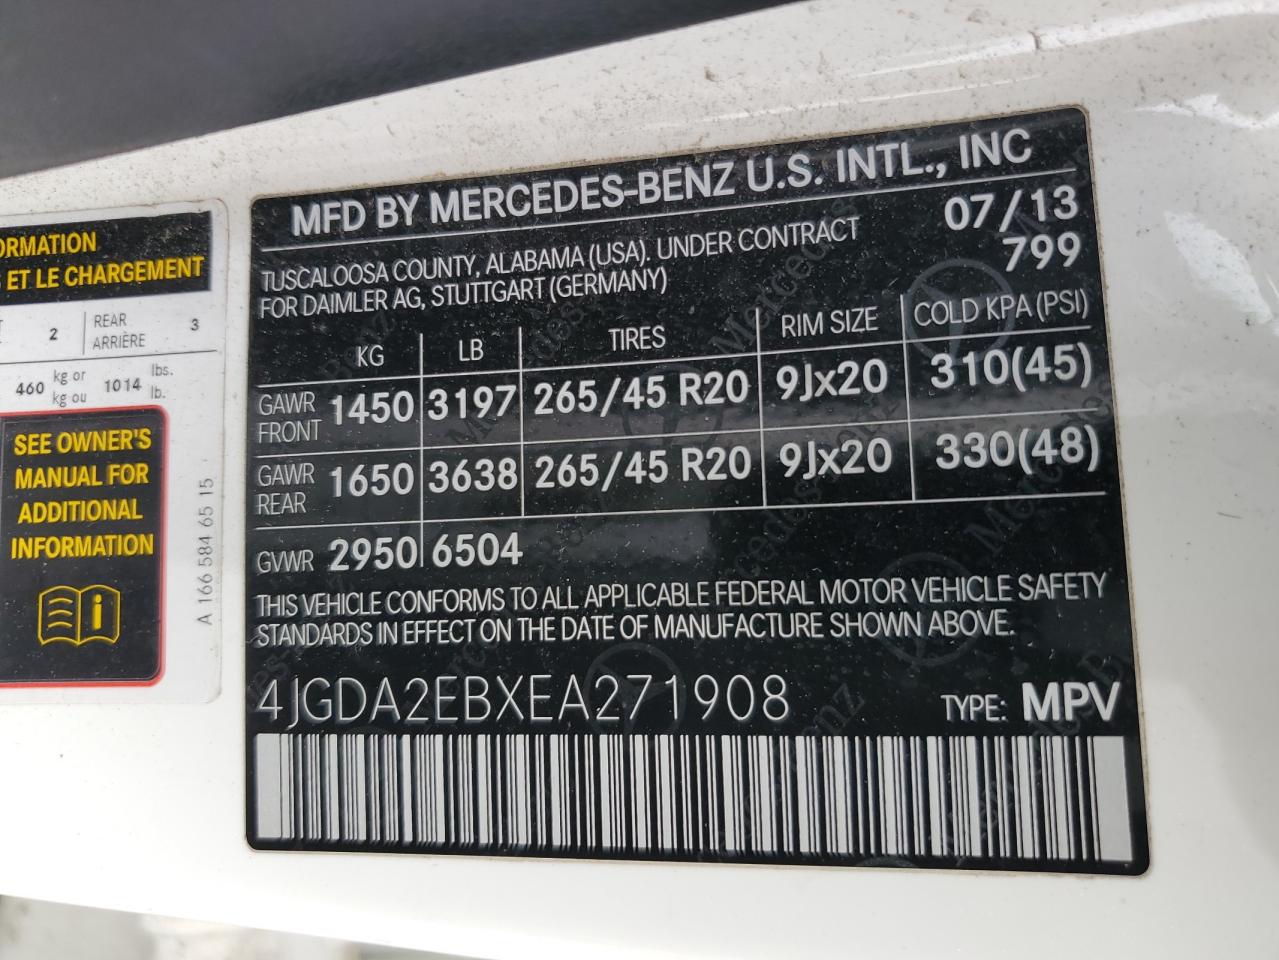 ORMATION
ET LE CHARGEMENT
2 REAR ARRIÈRE 3
460 kg or kg ou 1014 lbs. lb.
SEE OWNER'S
MANUAL FOR
ADDITIONAL
INFORMATION
A 166 584 65 15
MFD BY MERCEDES-BENZ U.S. INTL., INC
TUSCALOOSA COUNTY, ALABAMA (USA). UNDER CONTRACT
FOR DAIMLER AG, STUTTGART (GERMANY)
07/13
799
KG LB TIRES RIM SIZE COLD KPA (PSI)
GAWR FRONT 1450 3197 265/45 R20 9Jx20 310(45)
GAWR REAR 1650 3638 265/45 R20 9Jx20 330(48)
GVWR 2950 6504
THIS VEHICLE CONFORMS TO ALL APPLICABLE FEDERAL MOTOR VEHICLE SAFETY
STANDARDS IN EFFECT ON THE DATE OF MANUFACTURE SHOWN ABOVE.
4JGDA2EBXEA271908 TYPE: MPV